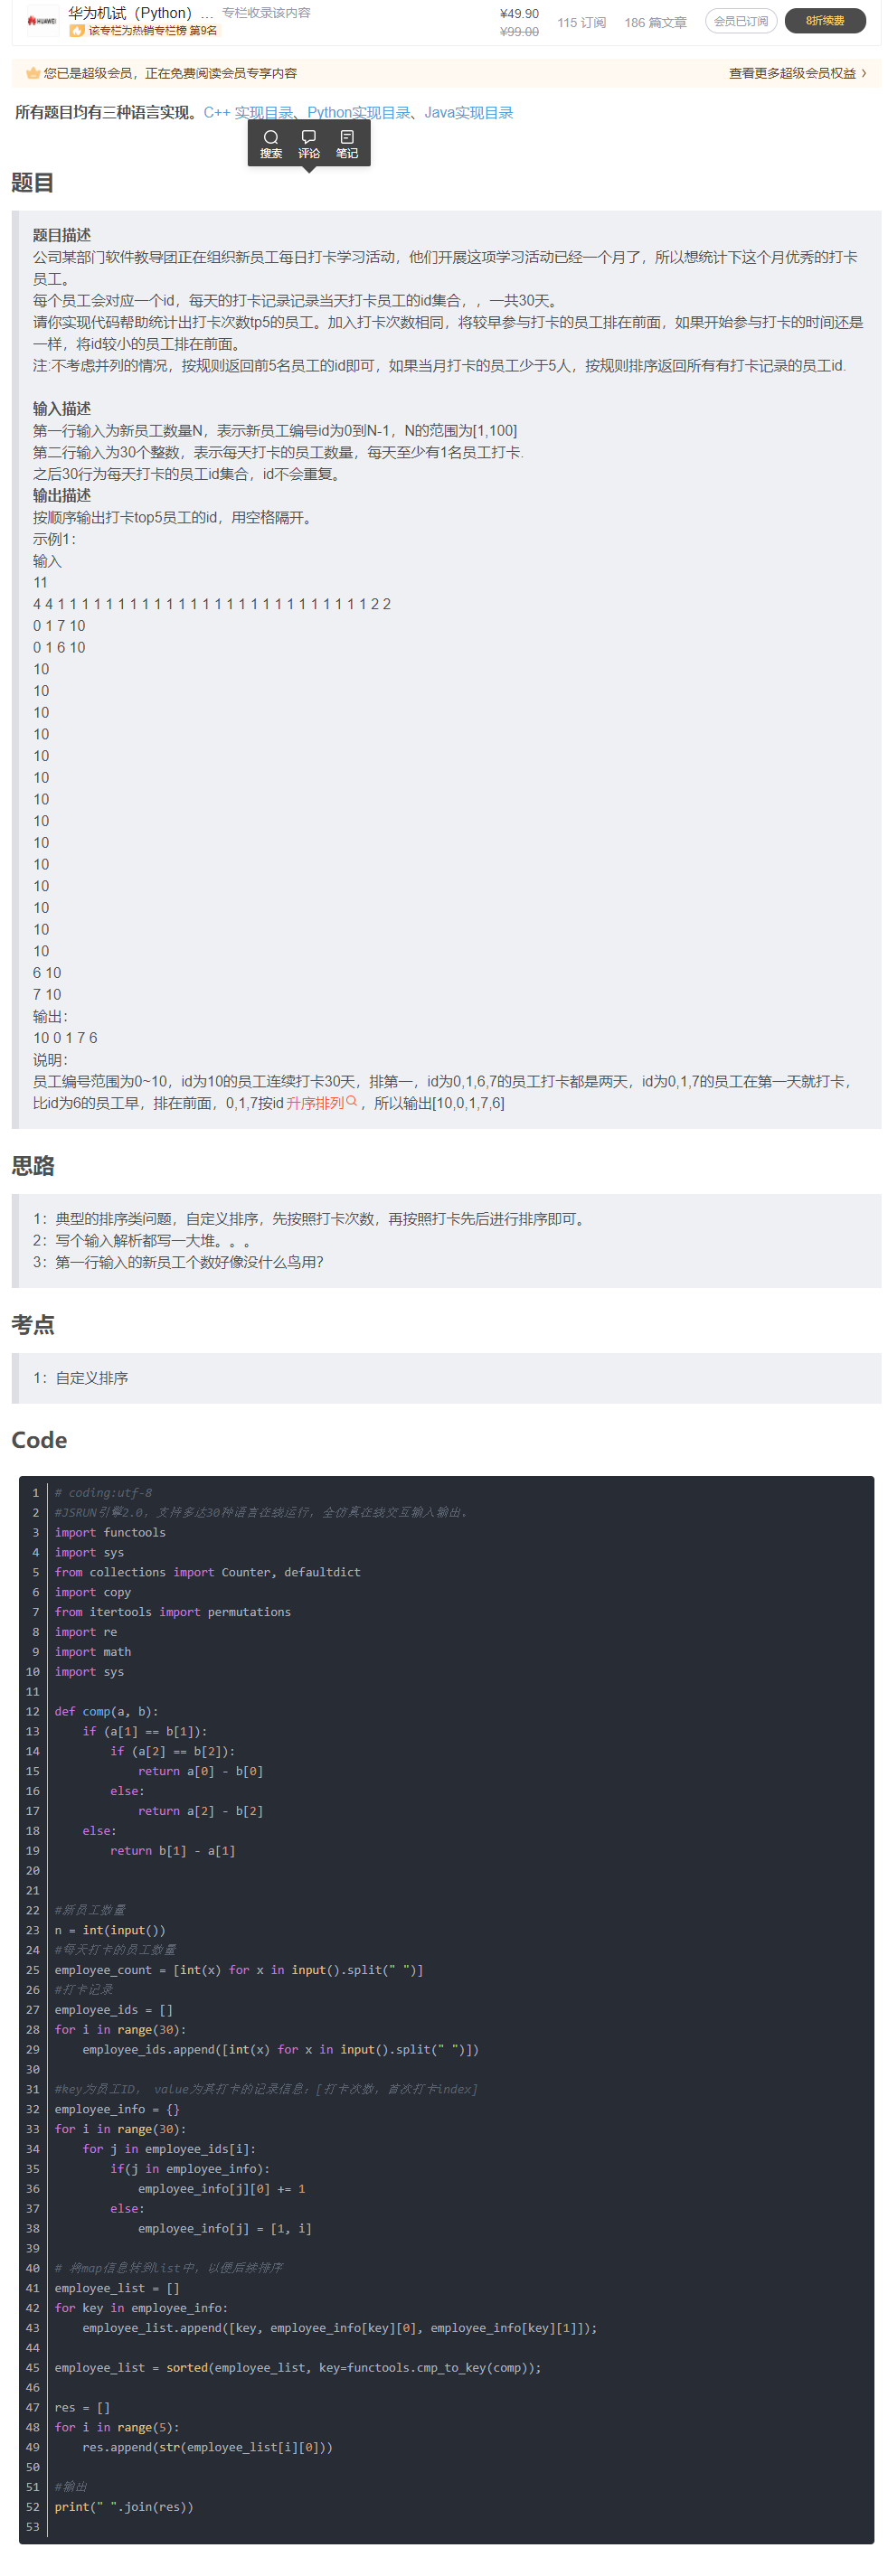 HUAWEI
华为机试（Python）...
专栏收录该内容
该专栏为热销专栏榜 第9名
¥49.90
¥99.00
115 订阅
186 篇文章
会员已订阅
8折续费
您已是超级会员，正在免费阅读会员专享内容
查看更多超级会员权益
所有题目均有三种语言实现。C++ 实现目录、Python实现目录、Java实现目录
搜索 评论 笔记
题目
题目描述
公司某部门软件教导团正在组织新员工每日打卡学习活动，他们开展这项学习活动已经一个月了，所以想统计下这个月优秀的打卡
员工。
每个员工会对应一个id，每天的打卡记录记录当天打卡员工的id集合，，一共30天。
请你实现代码帮助统计出打卡次数tp5的员工。加入打卡次数相同，将较早参与打卡的员工排在前面，如果开始参与打卡的时间还是
一样，将id较小的员工排在前面。
注:不考虑并列的情况，按规则返回前5名员工的id即可，如果当月打卡的员工少于5人，按规则排序返回所有有打卡记录的员工id.
输入描述
第一行输入为新员工数量N，表示新员工编号id为0到N-1，N的范围为[1,100]
第二行输入为30个整数，表示每天打卡的员工数量，每天至少有1名员工打卡.
之后30行为每天打卡的员工id集合，id不会重复。
输出描述
按顺序输出打卡top5员工的id，用空格隔开。
示例1：
输入
11
4 4 1 1 1 1 1 1 1 1 1 1 1 1 1 1 1 1 1 1 1 1 1 1 1 1 1 1 2 2
0 1 7 10
0 1 6 10
10
10
10
10
10
10
10
10
10
10
10
10
10
10
6 10
7 10
输出：
10 0 1 7 6
说明：
员工编号范围为0~10，id为10的员工连续打卡30天，排第一，id为0,1,6,7的员工打卡都是两天，id为0,1,7的员工在第一天就打卡，
比id为6的员工早，排在前面，0,1,7按id 升序排列，所以输出[10,0,1,7,6]
思路
1：典型的排序类问题，自定义排序，先按照打卡次数，再按照打卡先后进行排序即可。
2：写个输入解析都写一大堆。。。
3：第一行输入的新员工个数好像没什么鸟用？
考点
1：自定义排序
Code
1 # coding:utf-8
2 #JSRUN引擎2.0，支持多达30种语言在线运行，全仿真在线交互输入输出。
3 import functools
4 import sys
5 from collections import Counter, defaultdict
6 import copy
7 from itertools import permutations
8 import re
9 import math
10 import sys
11
12 def comp(a, b):
13     if (a[1] == b[1]):
14         if (a[2] == b[2]):
15             return a[0] - b[0]
16         else:
17             return a[2] - b[2]
18     else:
19         return b[1] - a[1]
20
21
22 #新员工数量
23 n = int(input())
24 #每天打卡的员工数量
25 employee_count = [int(x) for x in input().split(" ")]
26 #打卡记录
27 employee_ids = []
28 for i in range(30):
29     employee_ids.append([int(x) for x in input().split(" ")])
30
31 #key为员工ID， value为其打卡的记录信息：[打卡次数，首次打卡index]
32 employee_info = {}
33 for i in range(30):
34     for j in employee_ids[i]:
35         if(j in employee_info):
36             employee_info[j][0] += 1
37         else:
38             employee_info[j] = [1, i]
39
40 # 将map信息转到list中，以便后续排序
41 employee_list = []
42 for key in employee_info:
43     employee_list.append([key, employee_info[key][0], employee_info[key][1]]);
44
45 employee_list = sorted(employee_list, key=functools.cmp_to_key(comp));
46
47 res = []
48 for i in range(5):
49     res.append(str(employee_list[i][0]))
50
51 #输出
52 print(" ".join(res))
53